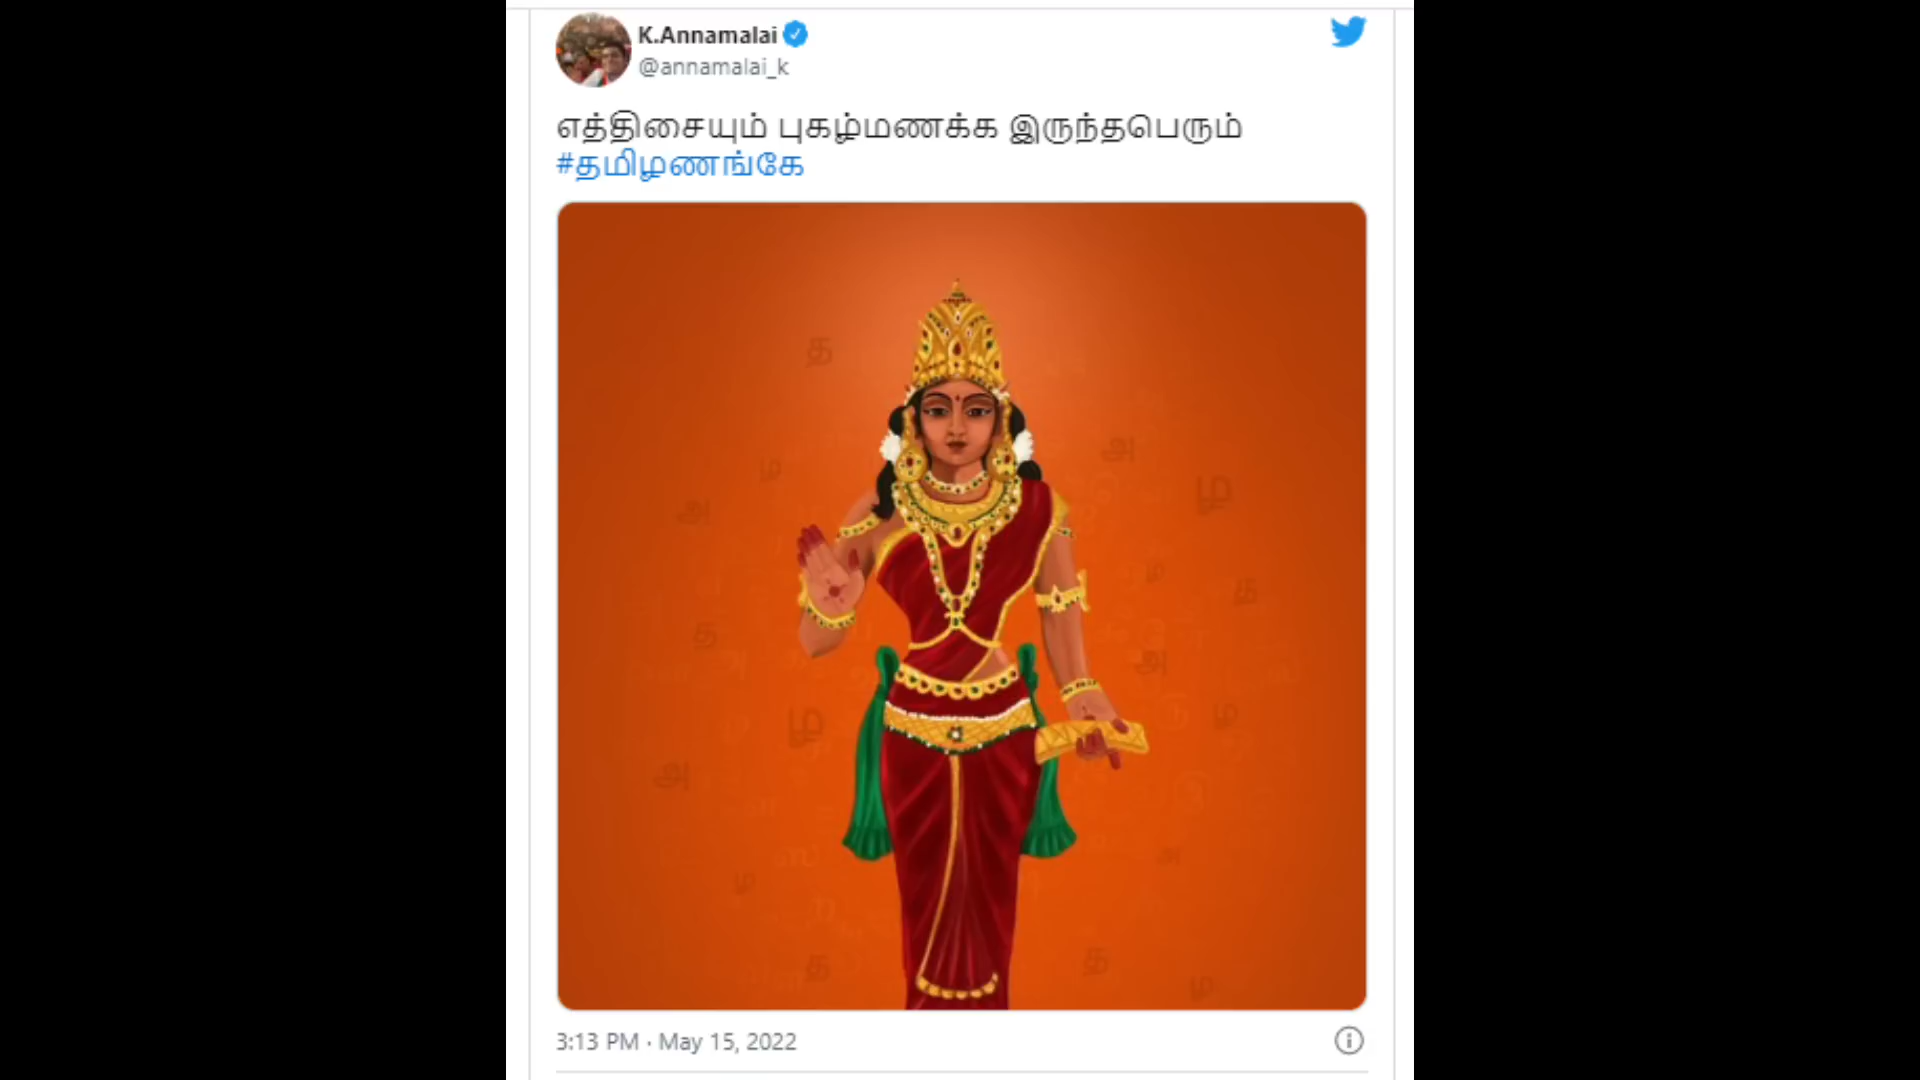 K.Annamalai
@annamalai_k
எத்திசையும் புகழ்மணக்க இருந்தபெரும்
#தமிழணங்கே
த
ழ
அ
அ
ழ
ழ
த
த
அ
ழ
ழ
அ
அ
ழ
த
த
ழ
3:13 PM · May 15, 2022